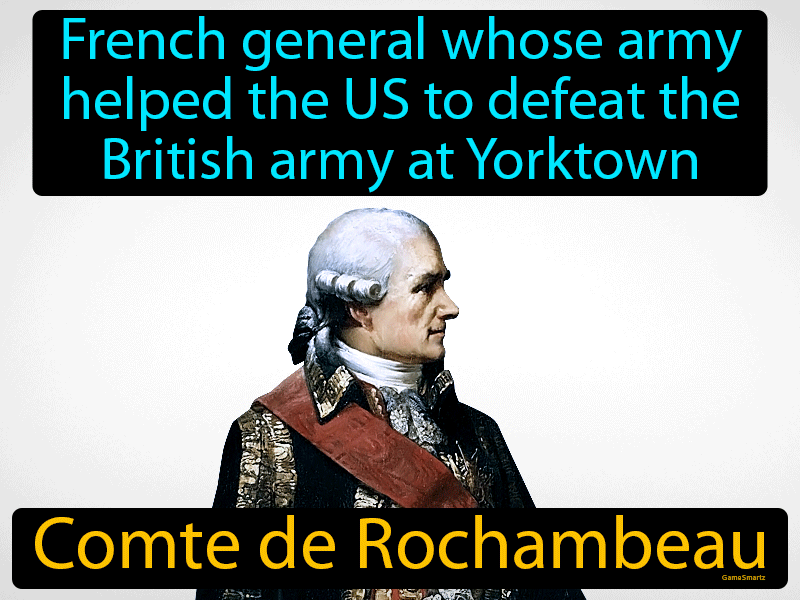 French general whose army
helped the US to defeat the
British army at Yorktown
Comte de Rochambeau
GameSmartz